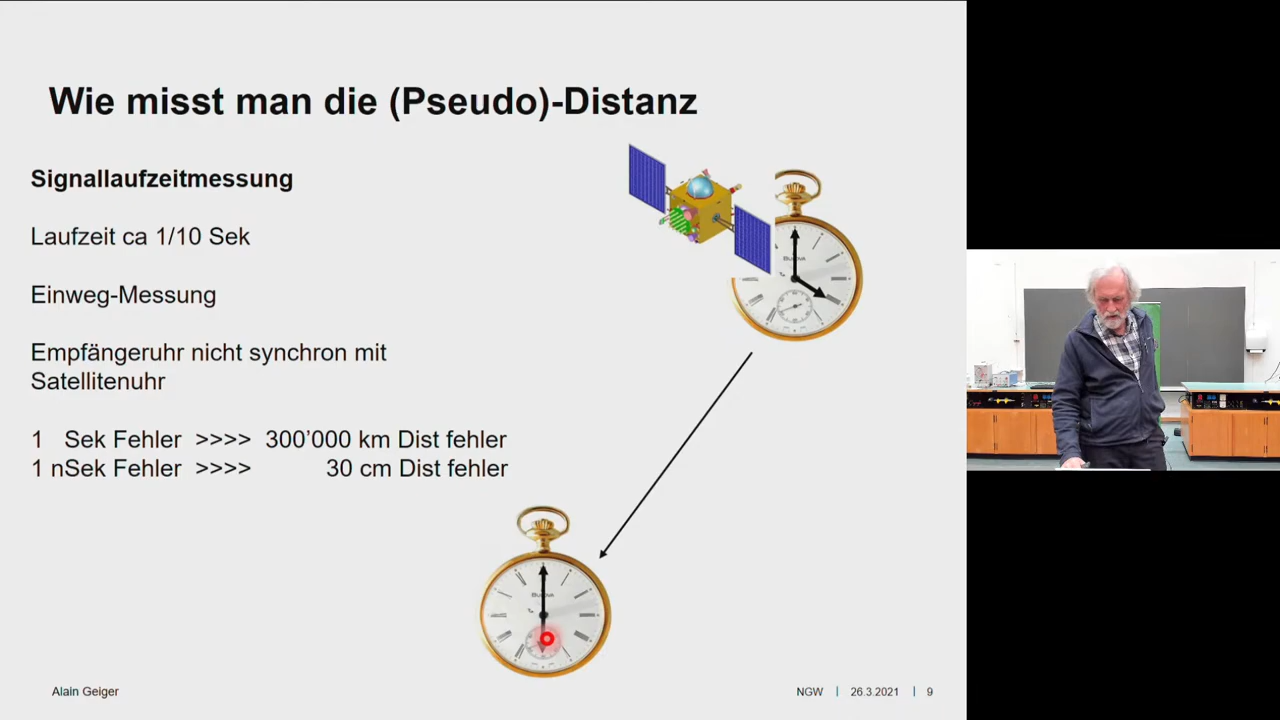 Wie misst man die (Pseudo)-Distanz
Signallaufzeitmessung
Laufzeit ca 1/10 Sek
Einweg-Messung
Empfängeruhr nicht synchron mit
Satellitenuhr
1 Sek Fehler >>>> 300’000 km Dist fehler
1 nSek Fehler >>>> 30 cm Dist fehler
Alain Geiger
NGW | 26.3.2021 | 9